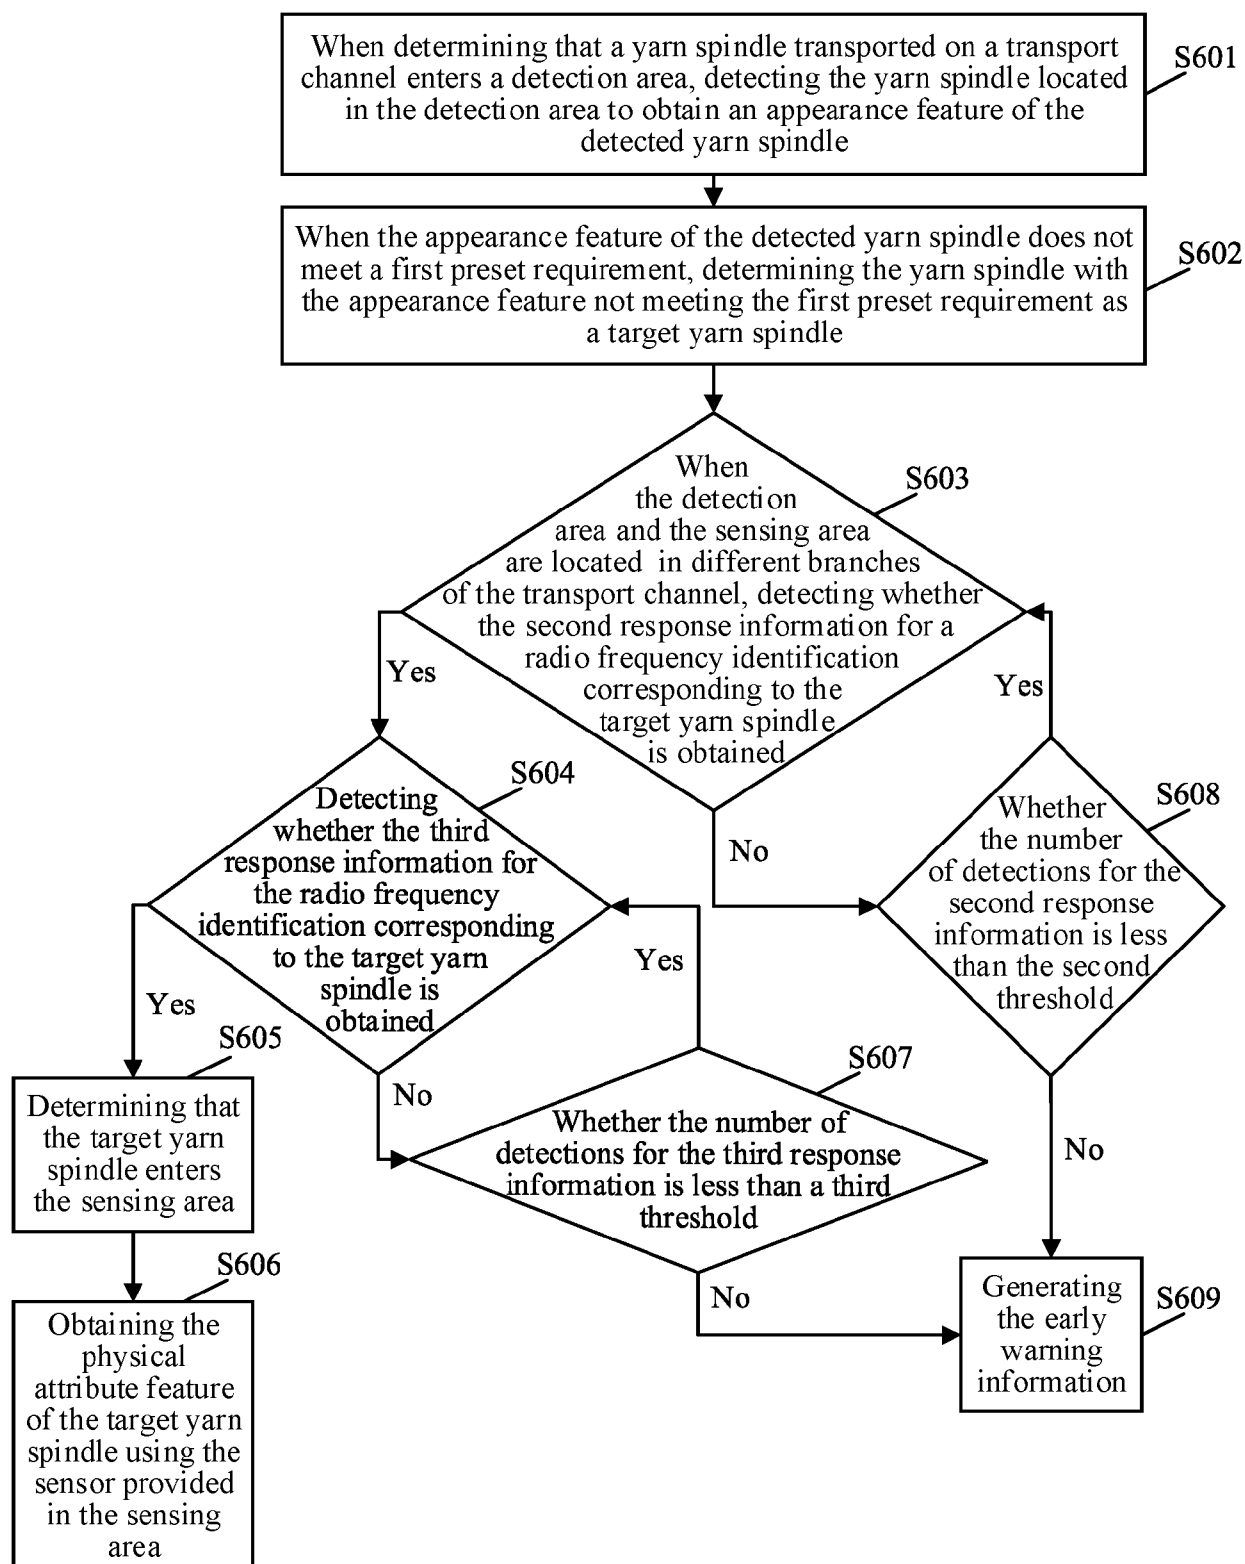 When determining that a yarn spindle transported on a transport
channel enters a detection area, detecting the yarn spindle located
in the detection area to obtain an appearance feature of the
detected yarn spindle
S601
When the appearance feature of the detected yarn spindle does not
meet a first preset requirement, determining the yarn spindle with
the appearance feature not meeting the first preset requirement as
a target yarn spindle
S602
When
the detection
area and the sensing area
are located in different branches
of the transport channel, detecting whether
the second response information for a
radio frequency identification
corresponding to the
target yarn spindle
is obtained
S603
Yes
No
Yes
Detecting
whether the third
response information for
the radio frequency
identification corresponding
to the target yarn
spindle is
obtained
S604
Whether
the number
of detections for the
second response
information is less
than the second
threshold
S608
Yes
No
Yes
No
Determining that
the target yarn
spindle enters
the sensing area
S605
Whether the number of
detections for the third response
information is less than a third
threshold
S607
No
Obtaining the
physical
attribute feature
of the target yarn
spindle using the
sensor provided
in the sensing
area
S606
Generating
the early
warning
information
S609